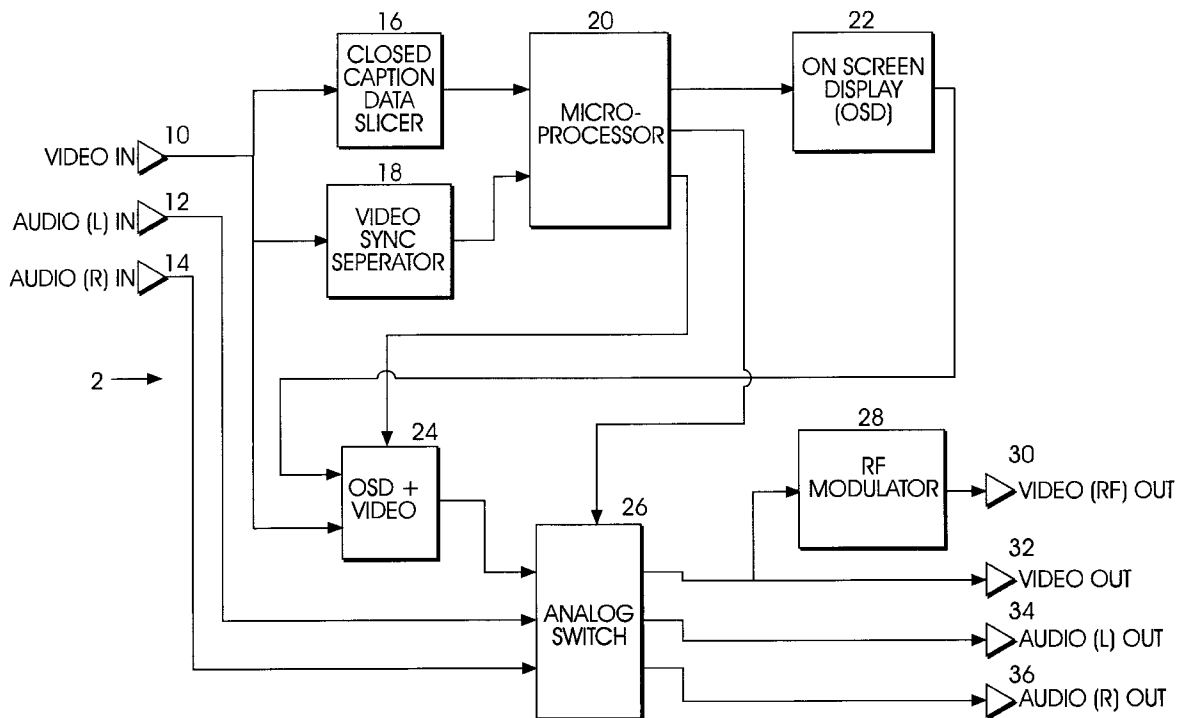 16
CLOSED
CAPTION
DATA
SLICER
20
MICRO-
PROCESSOR
22
ON SCREEN
DISPLAY
(OSD)
VIDEO IN
10
18
VIDEO
SYNC
SEPERATOR
AUDIO (L) IN
12
AUDIO (R) IN
14
2
24
OSD +
VIDEO
28
RF
MODULATOR
30
VIDEO (RF) OUT
26
ANALOG
SWITCH
32
VIDEO OUT
34
AUDIO (L) OUT
36
AUDIO (R) OUT